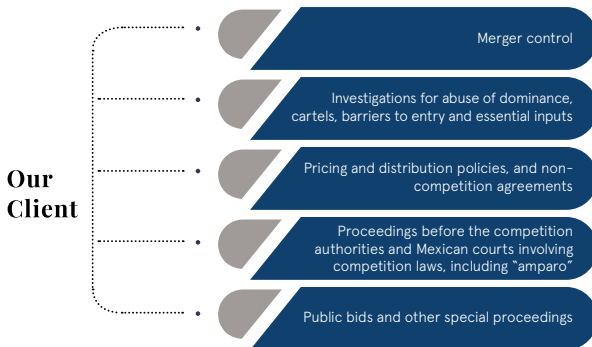 Our
Client
Merger control
Investigations for abuse of dominance,
cartels, barriers to entry and essential inputs
Pricing and distribution policies, and non-
competition agreements
Proceedings before the competition
authorities and Mexican courts involving
competition laws, including “amparo”
Public bids and other special proceedings